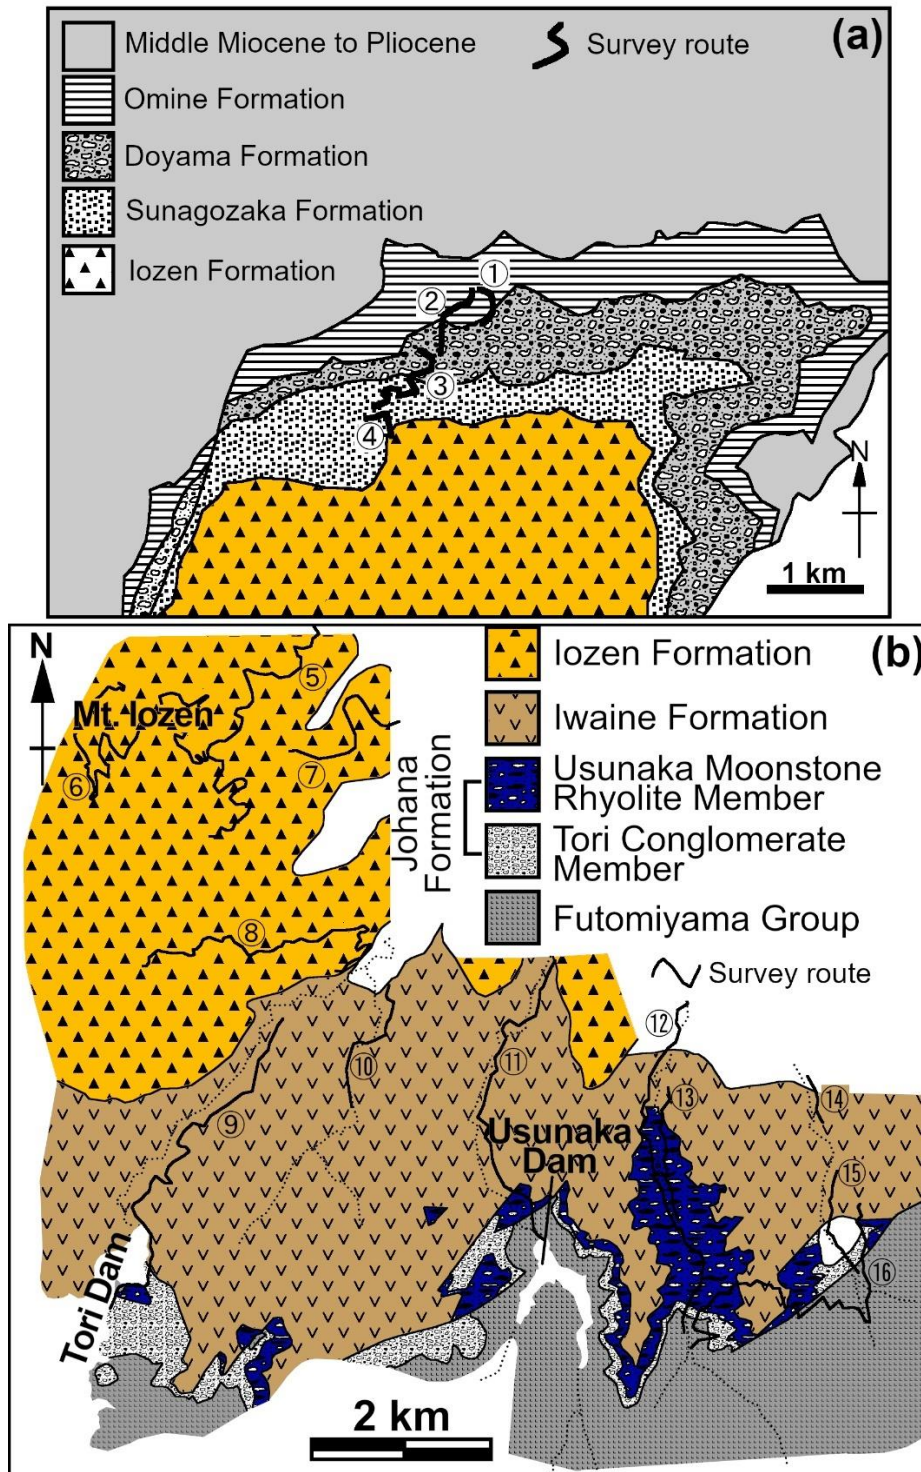 Middle Miocene to Pliocene
Survey route
(a)
Omine Formation
Doyama Formation
Sunagozaka Formation
Iozen Formation
①
②
③
④
N
1 km
N
(b)
Iozen Formation
Iwaine Formation
Johana
Formation
Usunaka Moonstone
Rhyolite Member
Tori Conglomerate
Member
Futomiyama Group
Survey route
⑤
Mt. Iozen
⑥
⑦
⑧
⑨
⑩
⑪
⑫
⑬
⑭
⑮
⑯
Usunaka
Dam
Tori Dam
2 km